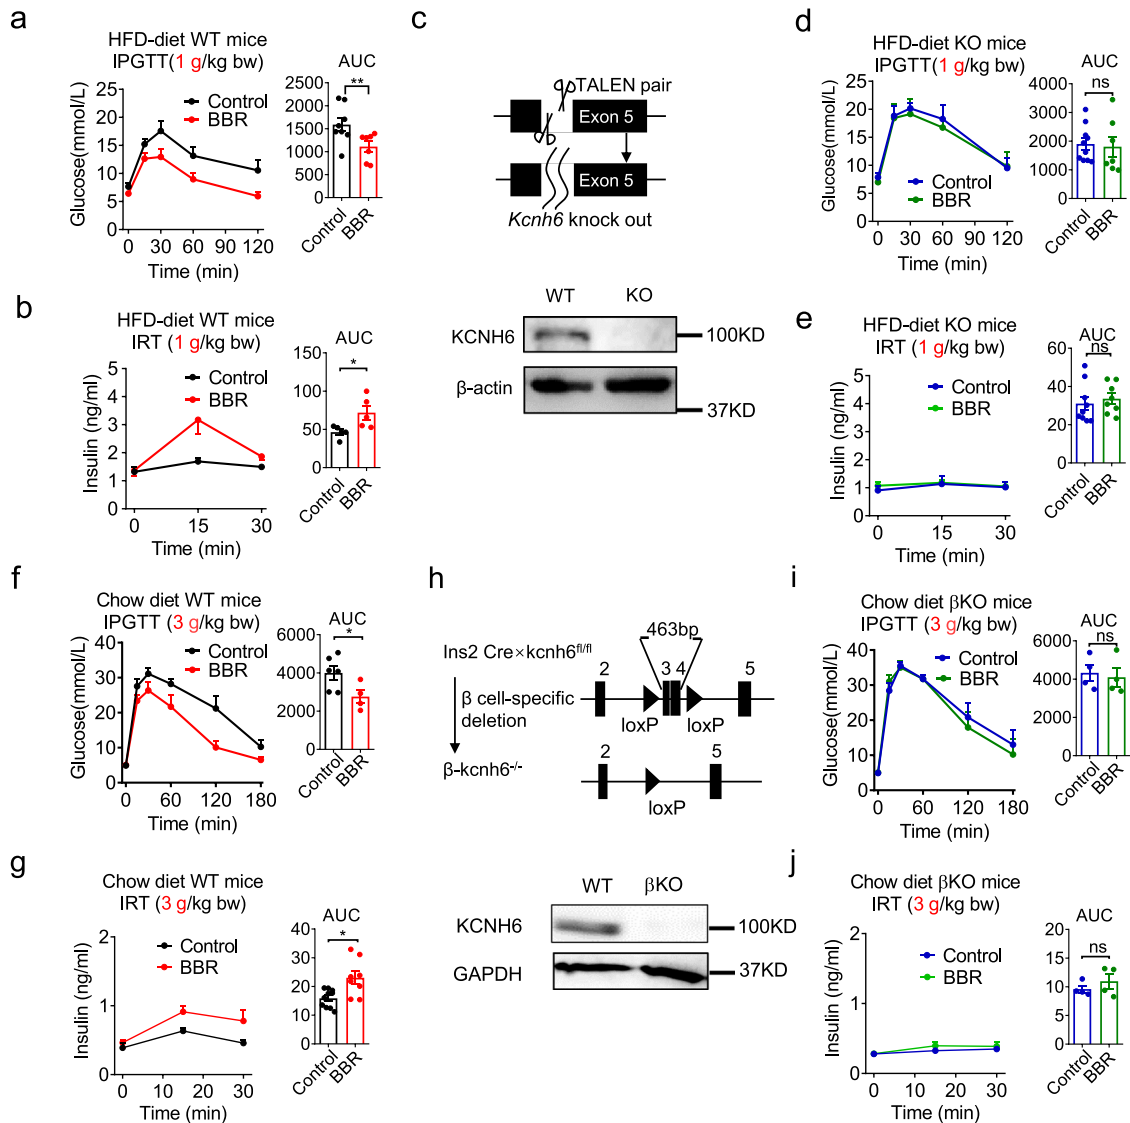 a
HFD-diet WT mice
IPGTT(1 g/kg bw)
Glucose(mmol/L)
25
20
15
10
5
0
Control
BBR
0 30 60 90 120
Time (min)
AUC
**
2500
2000
1500
1000
500
0
Control
BBR
c
TALEN pair
Exon 5
Exon 5
Kcnh6 knock out
WT KO
KCNH6
100KD
β-actin
37KD
d
HFD-diet KO mice
IPGTT(1 g/kg bw)
Glucose(mmol/L)
25
20
15
10
5
0
Control
BBR
0 30 60 90 120
Time (min)
AUC
ns
4000
3000
2000
1000
0
Control
BBR
b
HFD-diet WT mice
IRT (1 g/kg bw)
Insulin (ng/ml)
5
4
3
2
1
0
Control
BBR
0 15 30
Time (min)
AUC
*
100
75
50
25
0
Control
BBR
e
HFD-diet KO mice
IRT (1 g/kg bw)
Insulin (ng/ml)
5
4
3
2
1
0
Control
BBR
0 15 30
Time (min)
AUC
ns
60
40
20
0
Control
BBR
f
Chow diet WT mice
IPGTT (3 g/kg bw)
Glucose(mmol/L)
40
30
20
10
0
Control
BBR
0 60 120 180
Time (min)
AUC
*
6000
4000
2000
0
Control
BBR
h
Ins2 Cre×kcnh6fl/fl
β cell-specific
deletion
β-kcnh6-/-
463bp
2 3 4 5
loxP loxP
2 5
loxP
WT βKO
KCNH6
100KD
GAPDH
37KD
i
Chow diet βKO mice
IPGTT (3 g/kg bw)
Glucose(mmol/L)
40
30
20
10
0
Control
BBR
0 60 120 180
Time (min)
AUC
ns
6000
4000
2000
0
Control
BBR
g
Chow diet WT mice
IRT (3 g/kg bw)
Insulin (ng/ml)
2
1
0
Control
BBR
0 10 20 30
Time (min)
AUC
*
40
30
20
10
0
Control
BBR
j
Chow diet βKO mice
IRT (3 g/kg bw)
Insulin (ng/ml)
2
1
0
Control
BBR
0 10 20 30
Time (min)
AUC
ns
20
15
10
5
0
Control
BBR